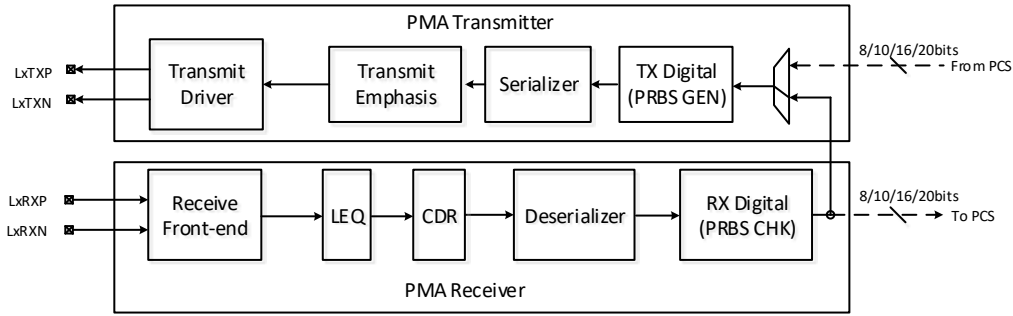 PMA Transmitter
8/10/16/20bits
From PCS
LxTXP
LxTXN
Transmit
Driver
Transmit
Emphasis
Serializer
TX Digital
(PRBS GEN)
LxRXP
LxRXN
Receive
Front-end
LEQ
CDR
Deserializer
RX Digital
(PRBS CHK)
8/10/16/20bits
To PCS
PMA Receiver